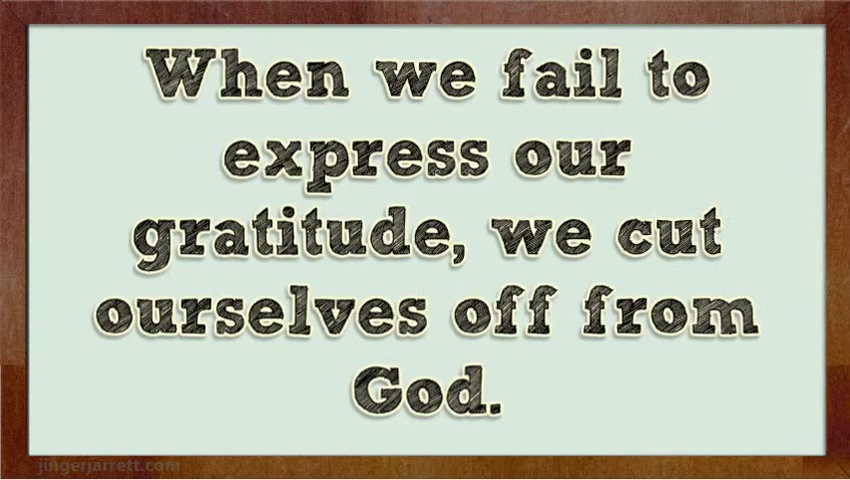 When we fail to
express our
gratitude, we cut
ourselves off from
God.
jingerjarrett.com